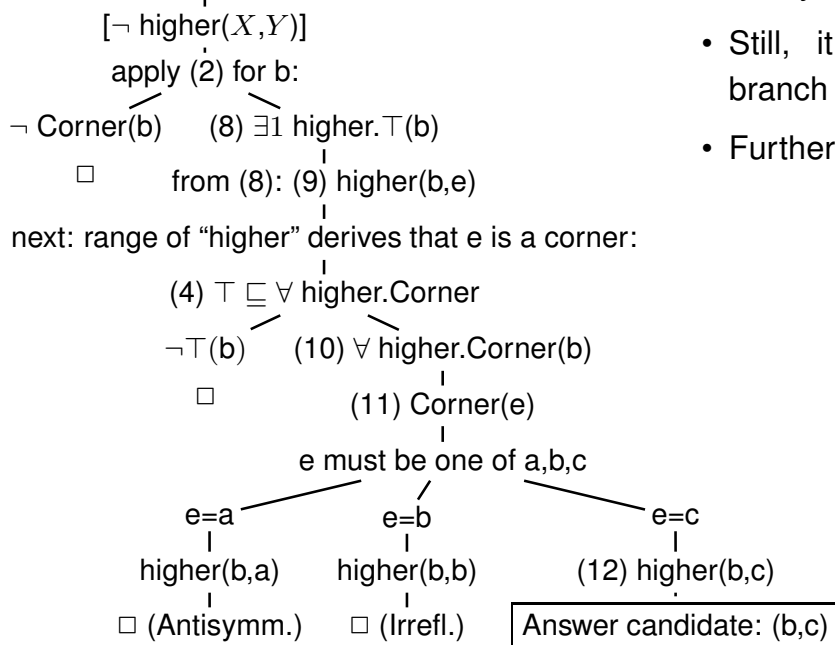 [¬ higher(X,Y)]
apply (2) for b:
¬ Corner(b) (8) ∃1 higher.⊤(b)
□
from (8): (9) higher(b,e)
next: range of “higher” derives that e is a corner:
(4) ⊤ ⊑ ∀ higher.Corner
¬⊤(b) (10) ∀ higher.Corner(b)
□
(11) Corner(e)
e must be one of a,b,c
e=a e=b e=c
higher(b,a) higher(b,b) (12) higher(b,c)
□ (Antisymm.) □ (Irrefl.) Answer candidate: (b,c)
• Still, it
branch
• Further